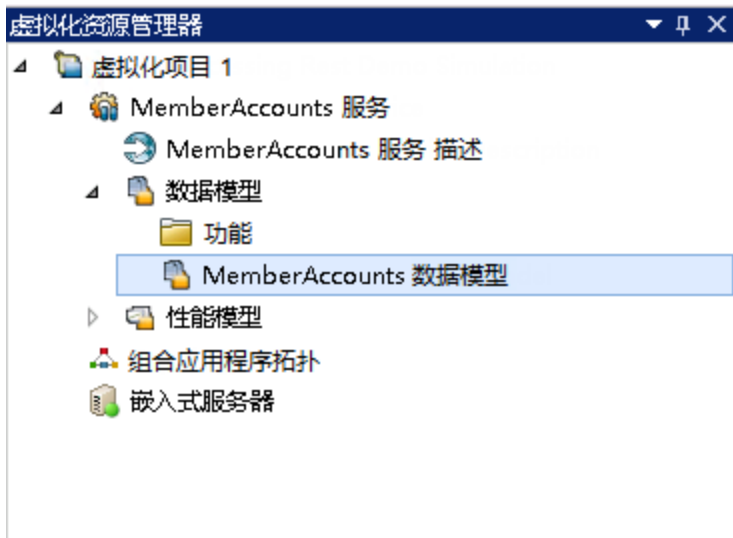 虚拟化资源管理器
虚拟化项目 1
MemberAccounts 服务
MemberAccounts 服务 描述
数据模型
功能
MemberAccounts 数据模型
性能模型
组合应用程序拓扑
嵌入式服务器